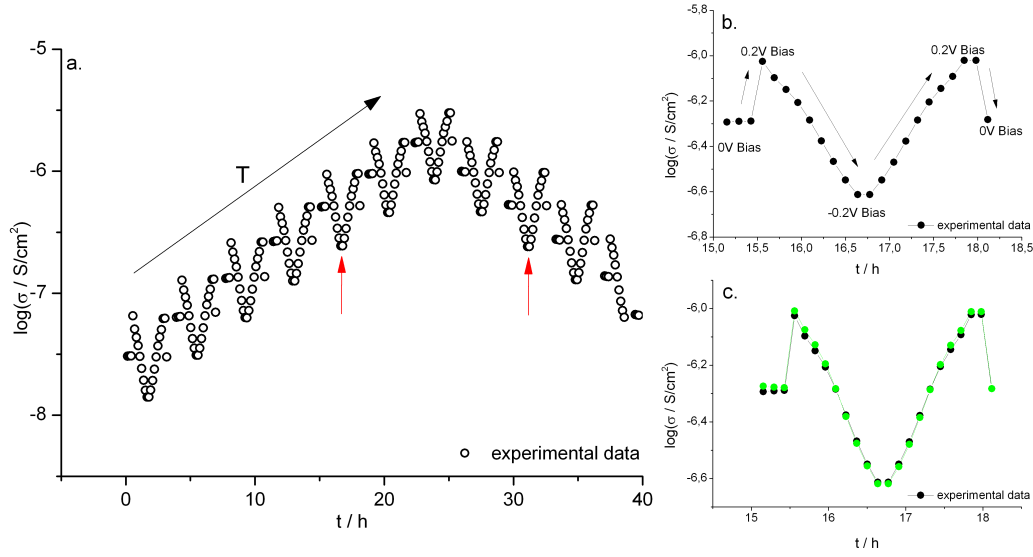 a.
T
-5
-6
-7
-8
log(σ / S/cm²)
0 10 20 30 40
t / h
experimental data
b.
-5,8
-6,0
-6,2
-6,4
-6,6
-6,8
log(σ / S/cm²)
0.2V Bias 0.2V Bias
0V Bias 0V Bias
-0.2V Bias
experimental data
15,0 15,5 16,0 16,5 17,0 17,5 18,0 18,5
t / h
c.
-6,0
-6,2
-6,4
-6,6
log(σ / S/cm²)
experimental data
15 16 17 18
t / h